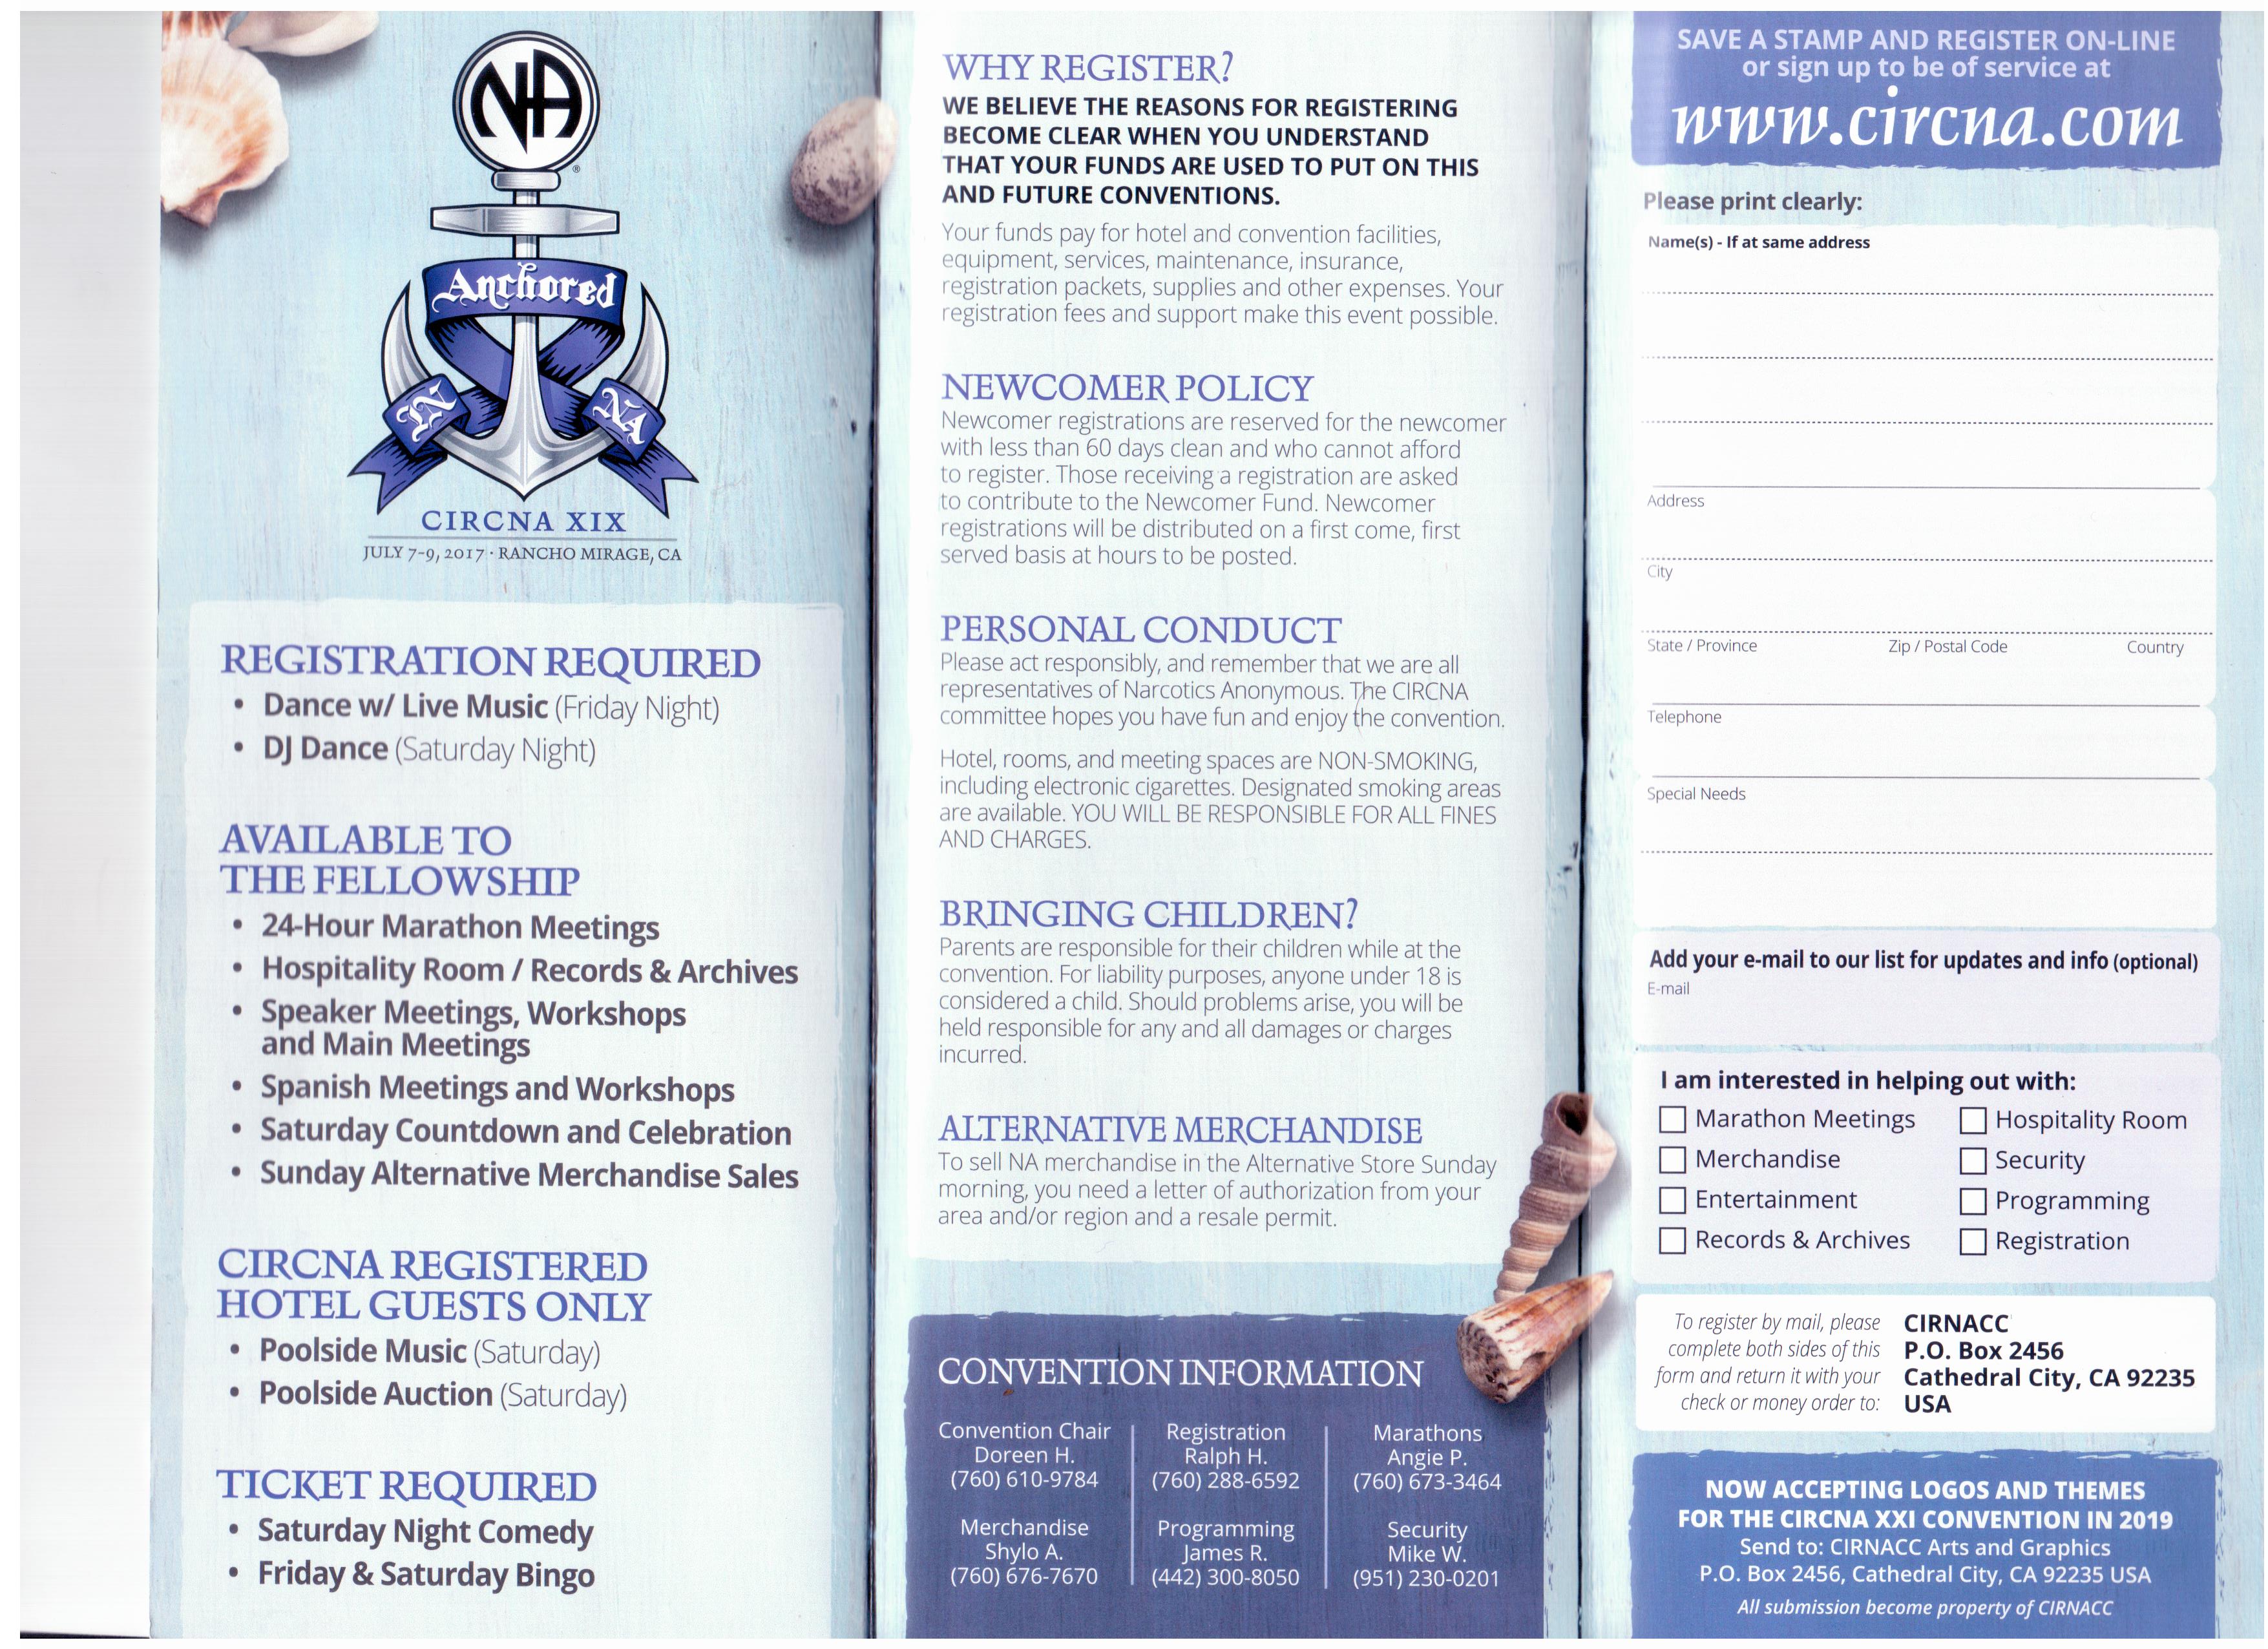 NA
®
Anchored
IN
NA
CIRCNA XIX
JULY 7-9, 2017 · RANCHO MIRAGE, CA
REGISTRATION REQUIRED
• Dance w/ Live Music (Friday Night)
• DJ Dance (Saturday Night)
AVAILABLE TO
THE FELLOWSHIP
• 24-Hour Marathon Meetings
• Hospitality Room / Records & Archives
• Speaker Meetings, Workshops
and Main Meetings
• Spanish Meetings and Workshops
• Saturday Countdown and Celebration
• Sunday Alternative Merchandise Sales
CIRCNA REGISTERED
HOTEL GUESTS ONLY
• Poolside Music (Saturday)
• Poolside Auction (Saturday)
TICKET REQUIRED
• Saturday Night Comedy
• Friday & Saturday Bingo
WHY REGISTER?
WE BELIEVE THE REASONS FOR REGISTERING
BECOME CLEAR WHEN YOU UNDERSTAND
THAT YOUR FUNDS ARE USED TO PUT ON THIS
AND FUTURE CONVENTIONS.
Your funds pay for hotel and convention facilities,
equipment, services, maintenance, insurance,
registration packets, supplies and other expenses. Your
registration fees and support make this event possible.
NEWCOMER POLICY
Newcomer registrations are reserved for the newcomer
with less than 60 days clean and who cannot afford
to register. Those receiving a registration are asked
to contribute to the Newcomer Fund. Newcomer
registrations will be distributed on a first come, first
served basis at hours to be posted.
PERSONAL CONDUCT
Please act responsibly, and remember that we are all
representatives of Narcotics Anonymous. The CIRCNA
committee hopes you have fun and enjoy the convention.
Hotel, rooms, and meeting spaces are NON-SMOKING,
including electronic cigarettes. Designated smoking areas
are available. YOU WILL BE RESPONSIBLE FOR ALL FINES
AND CHARGES.
BRINGING CHILDREN?
Parents are responsible for their children while at the
convention. For liability purposes, anyone under 18 is
considered a child. Should problems arise, you will be
held responsible for any and all damages or charges
incurred.
ALTERNATIVE MERCHANDISE
To sell NA merchandise in the Alternative Store Sunday
morning, you need a letter of authorization from your
area and/or region and a resale permit.
CONVENTION INFORMATION
Convention Chair
Doreen H.
(760) 610-9784
Registration
Ralph H.
(760) 288-6592
Marathons
Angie P.
(760) 673-3464
Merchandise
Shylo A.
(760) 676-7670
Programming
James R.
(442) 300-8050
Security
Mike W.
(951) 230-0201
SAVE A STAMP AND REGISTER ON-LINE
or sign up to be of service at
www.circna.com
Please print clearly:
Name(s) - If at same address
Address
City
State / Province Zip / Postal Code Country
Telephone
Special Needs
Add your e-mail to our list for updates and info (optional)
E-mail
I am interested in helping out with:
Marathon Meetings Hospitality Room
Merchandise Security
Entertainment Programming
Records & Archives Registration
To register by mail, please
complete both sides of this
form and return it with your
check or money order to:
CIRNACC
P.O. Box 2456
Cathedral City, CA 92235
USA
NOW ACCEPTING LOGOS AND THEMES
FOR THE CIRCNA XXI CONVENTION IN 2019
Send to: CIRNACC Arts and Graphics
P.O. Box 2456, Cathedral City, CA 92235 USA
All submission become property of CIRNACC